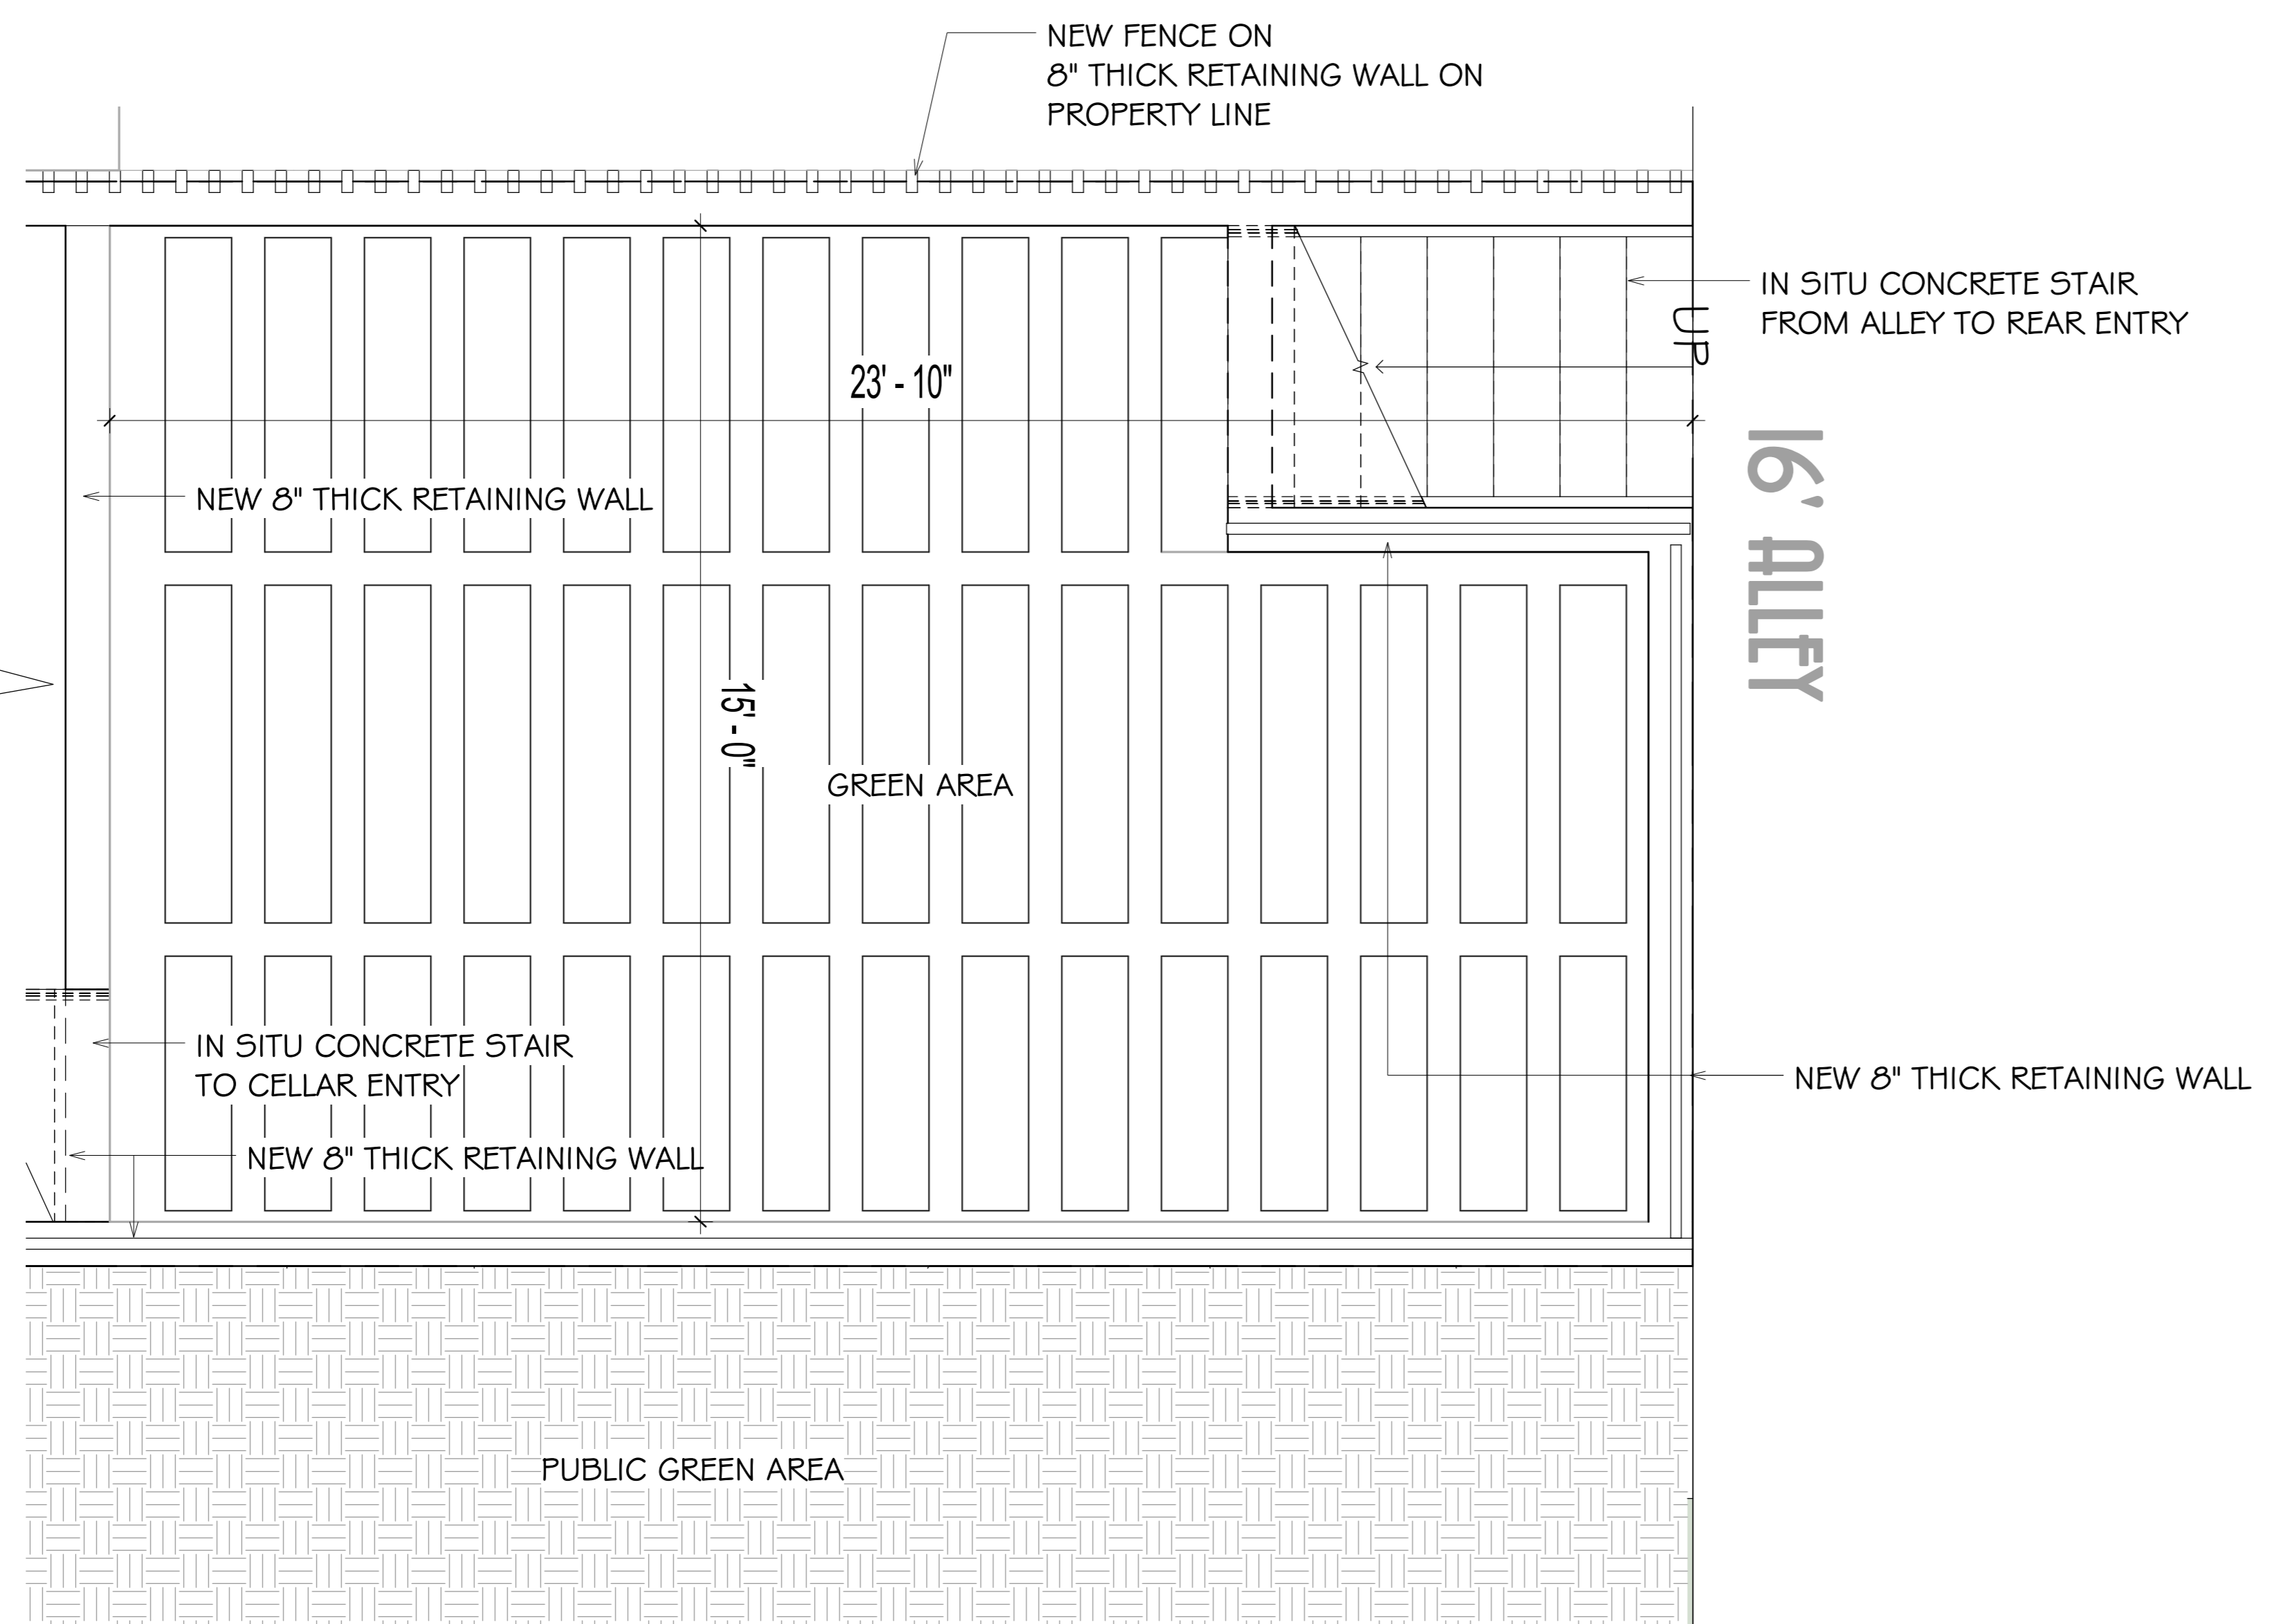 NEW FENCE ON
8" THICK RETAINING WALL ON
PROPERTY LINE
IN SITU CONCRETE STAIR
FROM ALLEY TO REAR ENTRY
UP
23' - 10"
16' ALLEY
NEW 8" THICK RETAINING WALL
15' - 0"
GREEN AREA
IN SITU CONCRETE STAIR
TO CELLAR ENTRY
NEW 8" THICK RETAINING WALL
NEW 8" THICK RETAINING WALL
PUBLIC GREEN AREA